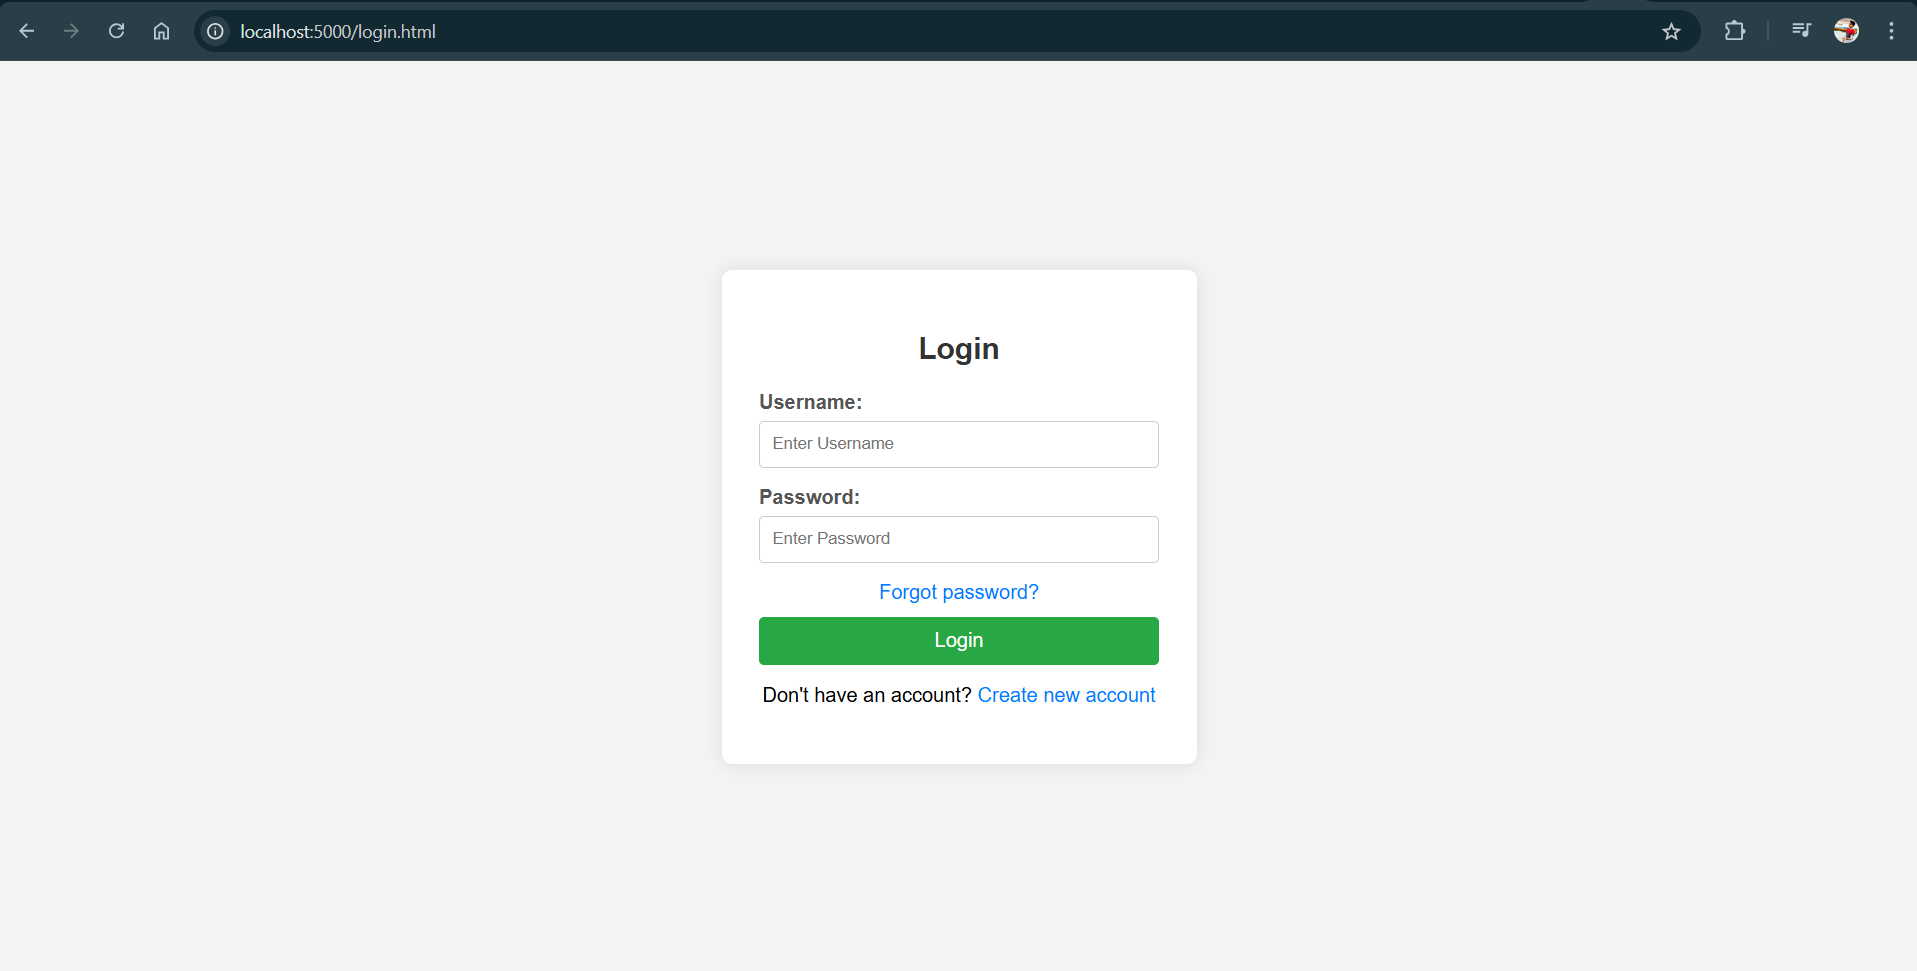 localhost:5000/login.html
Login
Username:
Enter Username
Password:
Enter Password
Forgot password?
Login
Don't have an account? Create new account